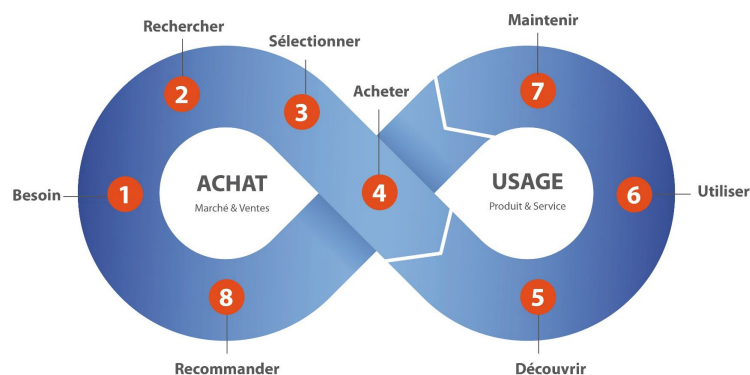 Rechercher
2
Sélectionner
3
Acheter
4
Maintenir
7
Besoin
1
ACHAT
Marché & Ventes
USAGE
Produit & Service
6
Utiliser
8
Recommander
5
Découvrir